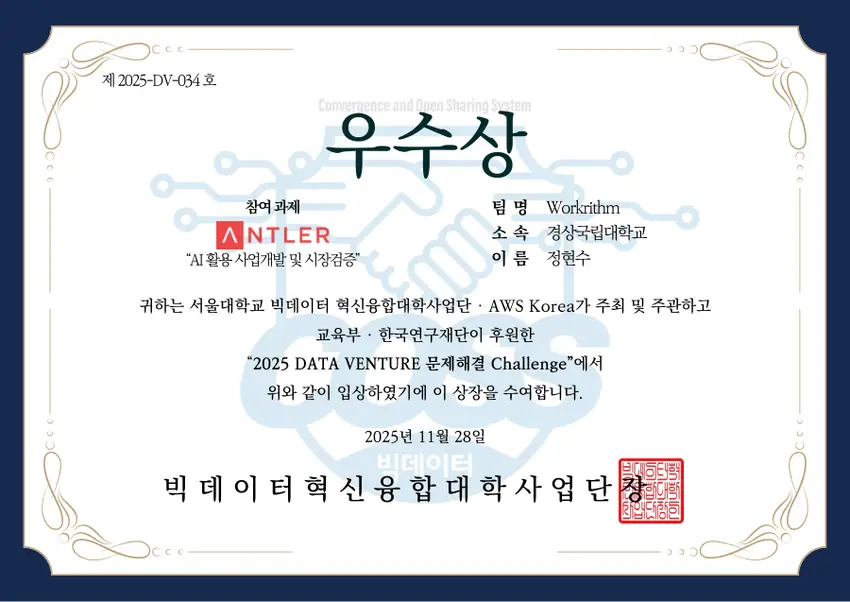 제 2025-DV-034 호
Convergence and Open Sharing System
우수상
참여 과제
ANTLER
“AI 활용 사업개발 및 시장검증”
팀 명 Workrithm
소 속 경상국립대학교
이 름 정현수
귀하는 서울대학교 빅데이터 혁신융합대학사업단 · AWS Korea가 주최 및 주관하고
교육부 · 한국연구재단이 후원한
“2025 DATA VENTURE 문제해결 Challenge”에서
위와 같이 입상하였기에 이 상장을 수여합니다.
COSS
2025년 11월 28일
빅데이터
빅데이터혁신융합대학사업단장